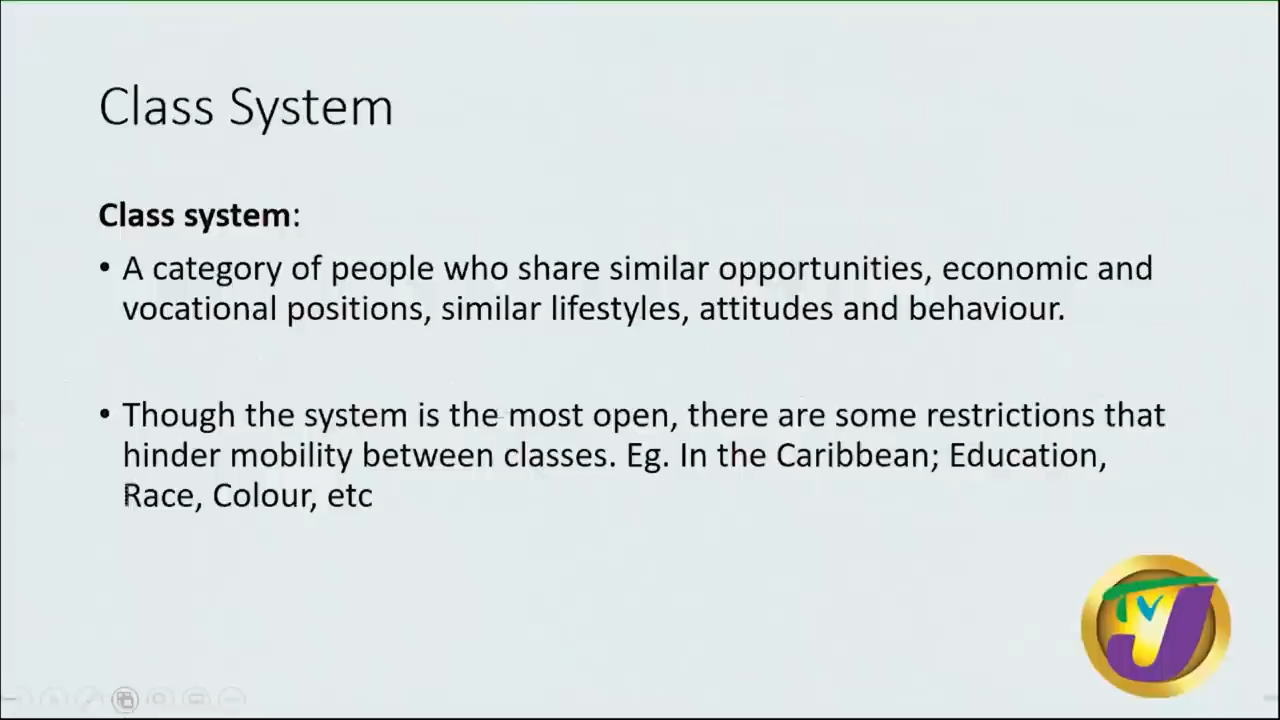 Class System
Class system:
• A category of people who share similar opportunities, economic and
vocational positions, similar lifestyles, attitudes and behaviour.
• Though the system is the most open, there are some restrictions that
hinder mobility between classes. Eg. In the Caribbean; Education,
Race, Colour, etc
TVJ